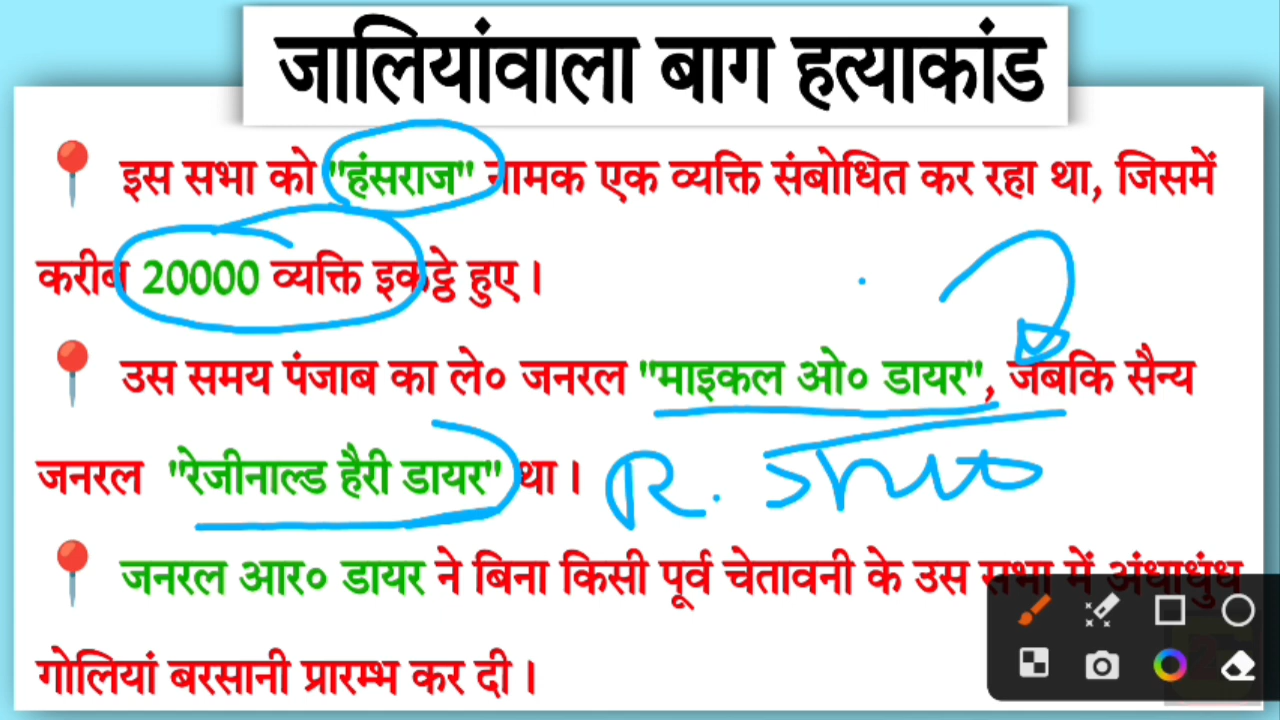 जालियांवाला बाग हत्याकांड
इस सभा को "हंसराज" नामक एक व्यक्ति संबोधित कर रहा था, जिसमें
करीब 20000 व्यक्ति इकट्ठे हुए।
उस समय पंजाब का ले० जनरल "माइकल ओ० डायर", जबकि सैन्य
जनरल "रेजीनाल्ड हैरी डायर" था।
R.
जनरल आर० डायर ने बिना किसी पूर्व चेतावनी के उस सभा में अंधाधुंध
गोलियां बरसानी प्रारम्भ कर दी।